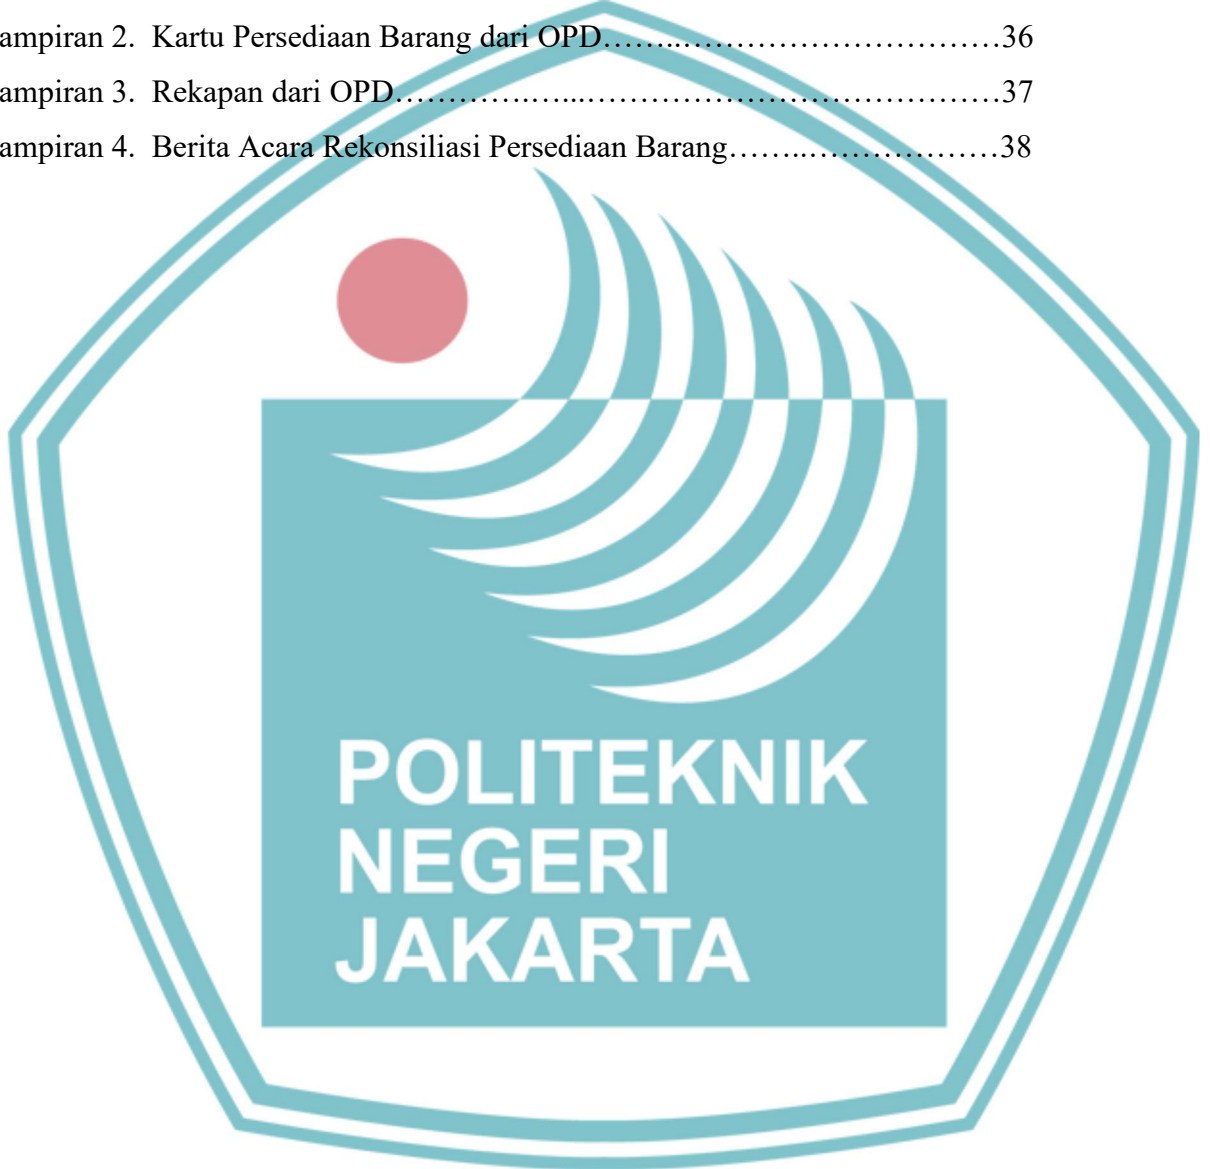 ampiran 2. Kartu Persediaan Barang dari OPD……..……………………………36
ampiran 3. Rekapan dari OPD………….…...……………………………………37
ampiran 4. Berita Acara Rekonsiliasi Persediaan Barang……..………………38
POLITEKNIK
NEGERI
JAKARTA